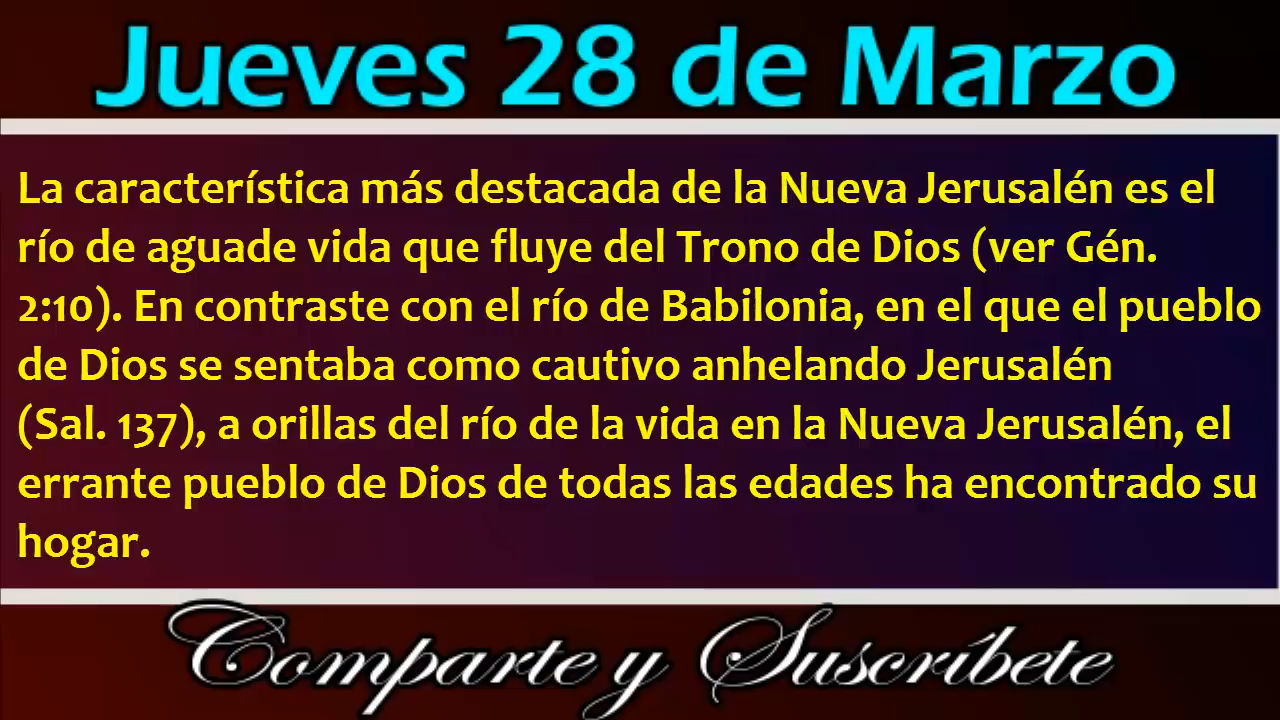 Jueves 28 de Marzo
La característica más destacada de la Nueva Jerusalén es el
río de aguade vida que fluye del Trono de Dios (ver Gén.
2:10). En contraste con el río de Babilonia, en el que el pueblo
de Dios se sentaba como cautivo anhelando Jerusalén
(Sal. 137), a orillas del río de la vida en la Nueva Jerusalén, el
errante pueblo de Dios de todas las edades ha encontrado su
hogar.
Comparte y Suscríbete